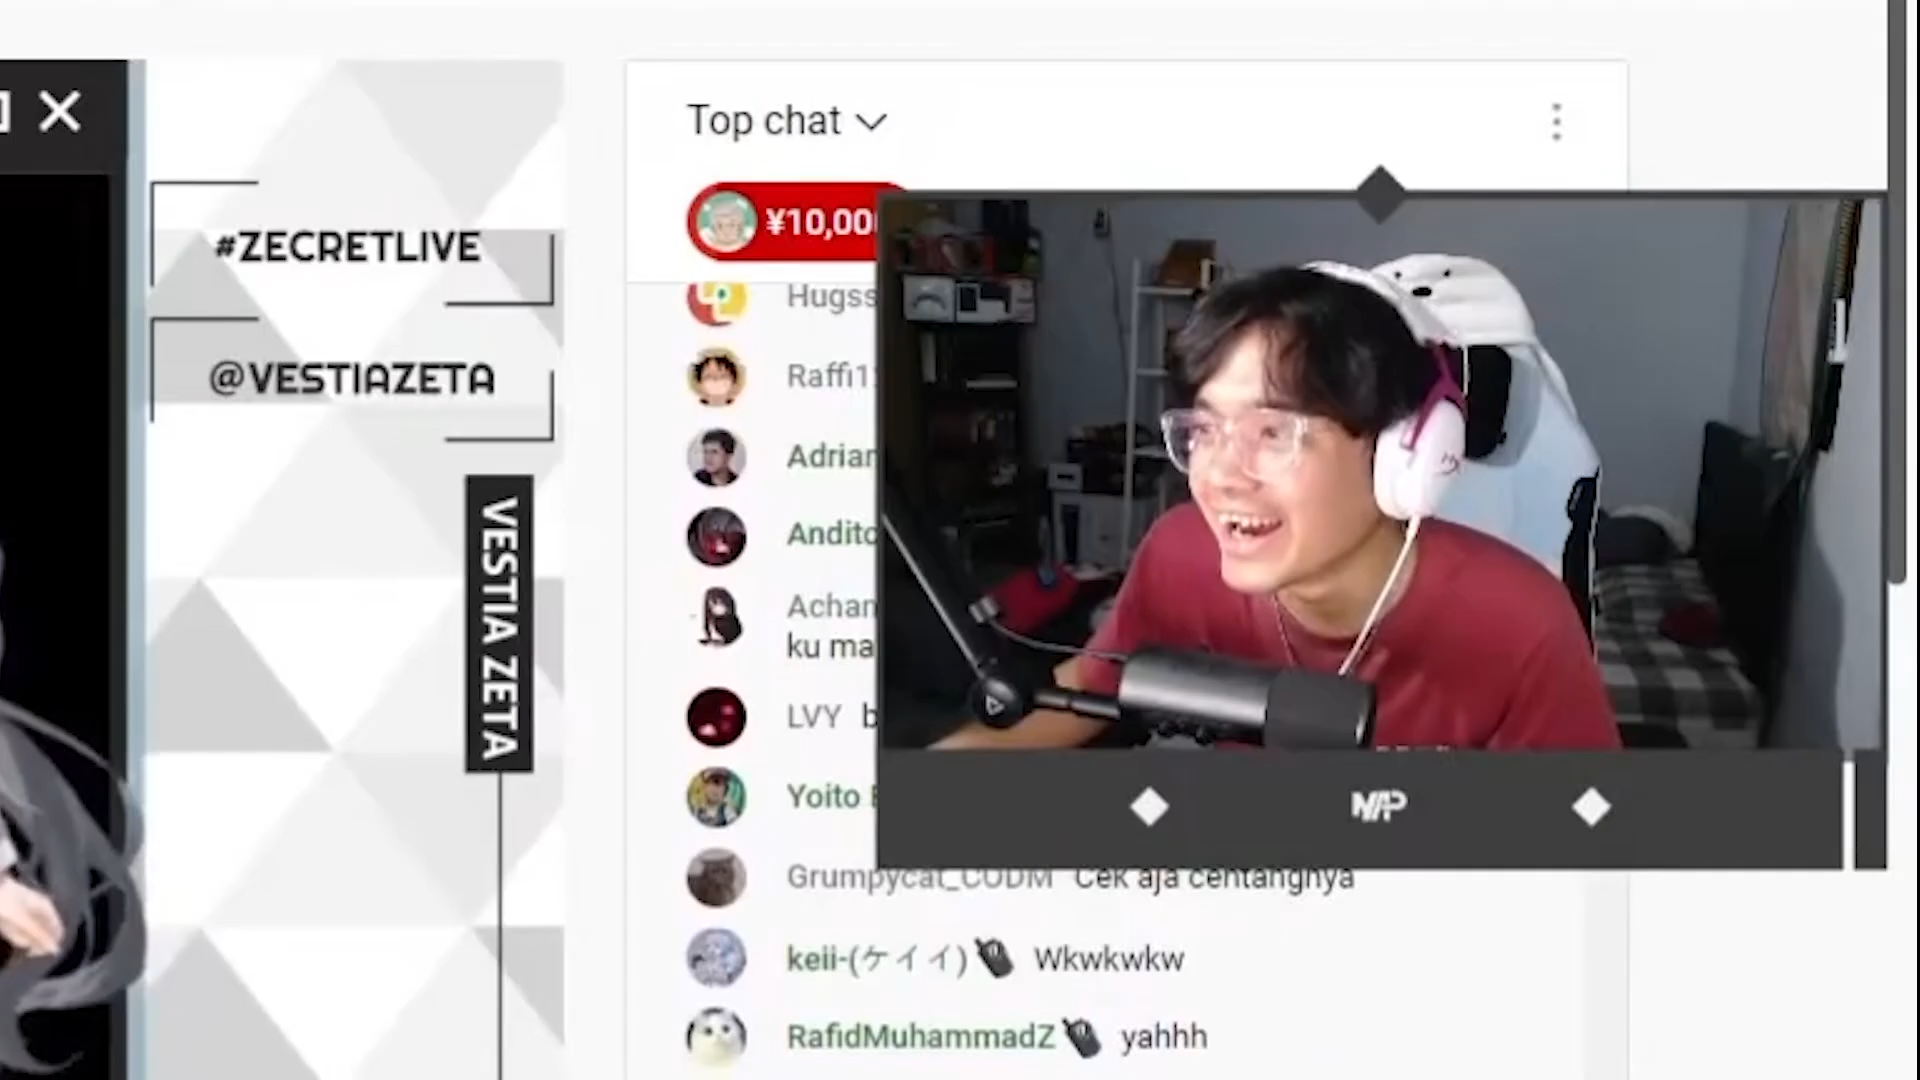 #ZECRETLIVE
@VESTIAZETA
VESTIA ZETA
Top chat
¥10,00
Hugss
Raffi1
Adrian
Andito
Achan
ku ma
LVY b
Yoito
Grumpycat_CODM Cek aja centangnya
keii-(ケイイ) Wkwkwkw
RafidMuhammadZ yahhh
NAP